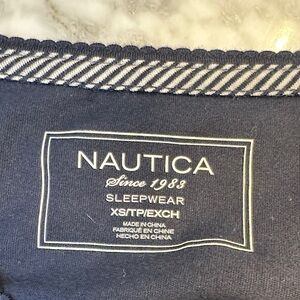 NAUTICA
Since 1983
SLEEPWEAR
XS/TP/EXCH
MADE IN CHINA
FABRIQUÉ EN CHINE
HECHO EN CHINA